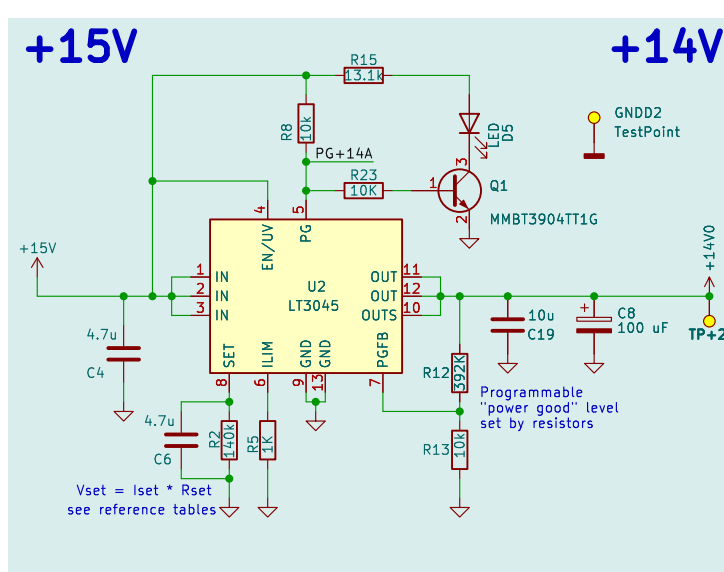 +15V
+14V
R15
13.1k
R8
10k
PG+14A
LED
D5
GNDD2
TestPoint
R23
10K
3
1
Q1
2
MMBT3904TT1G
4
5
EN/UV
PG
+15V
+14V0
1
IN
2
IN
3
IN
U2
LT3045
OUT
11
OUT
12
OUTS
10
SET
ILIM
GND
GND
PGFB
8
6
9
13
7
4.7u
C4
10u
C19
+
C8
100 uF
TP+2
R12
392K
4.7u
C6
R2
140k
R5
1K
Programmable
"power good" level
set by resistors
R13
10k
Vset = Iset * Rset
see reference tables